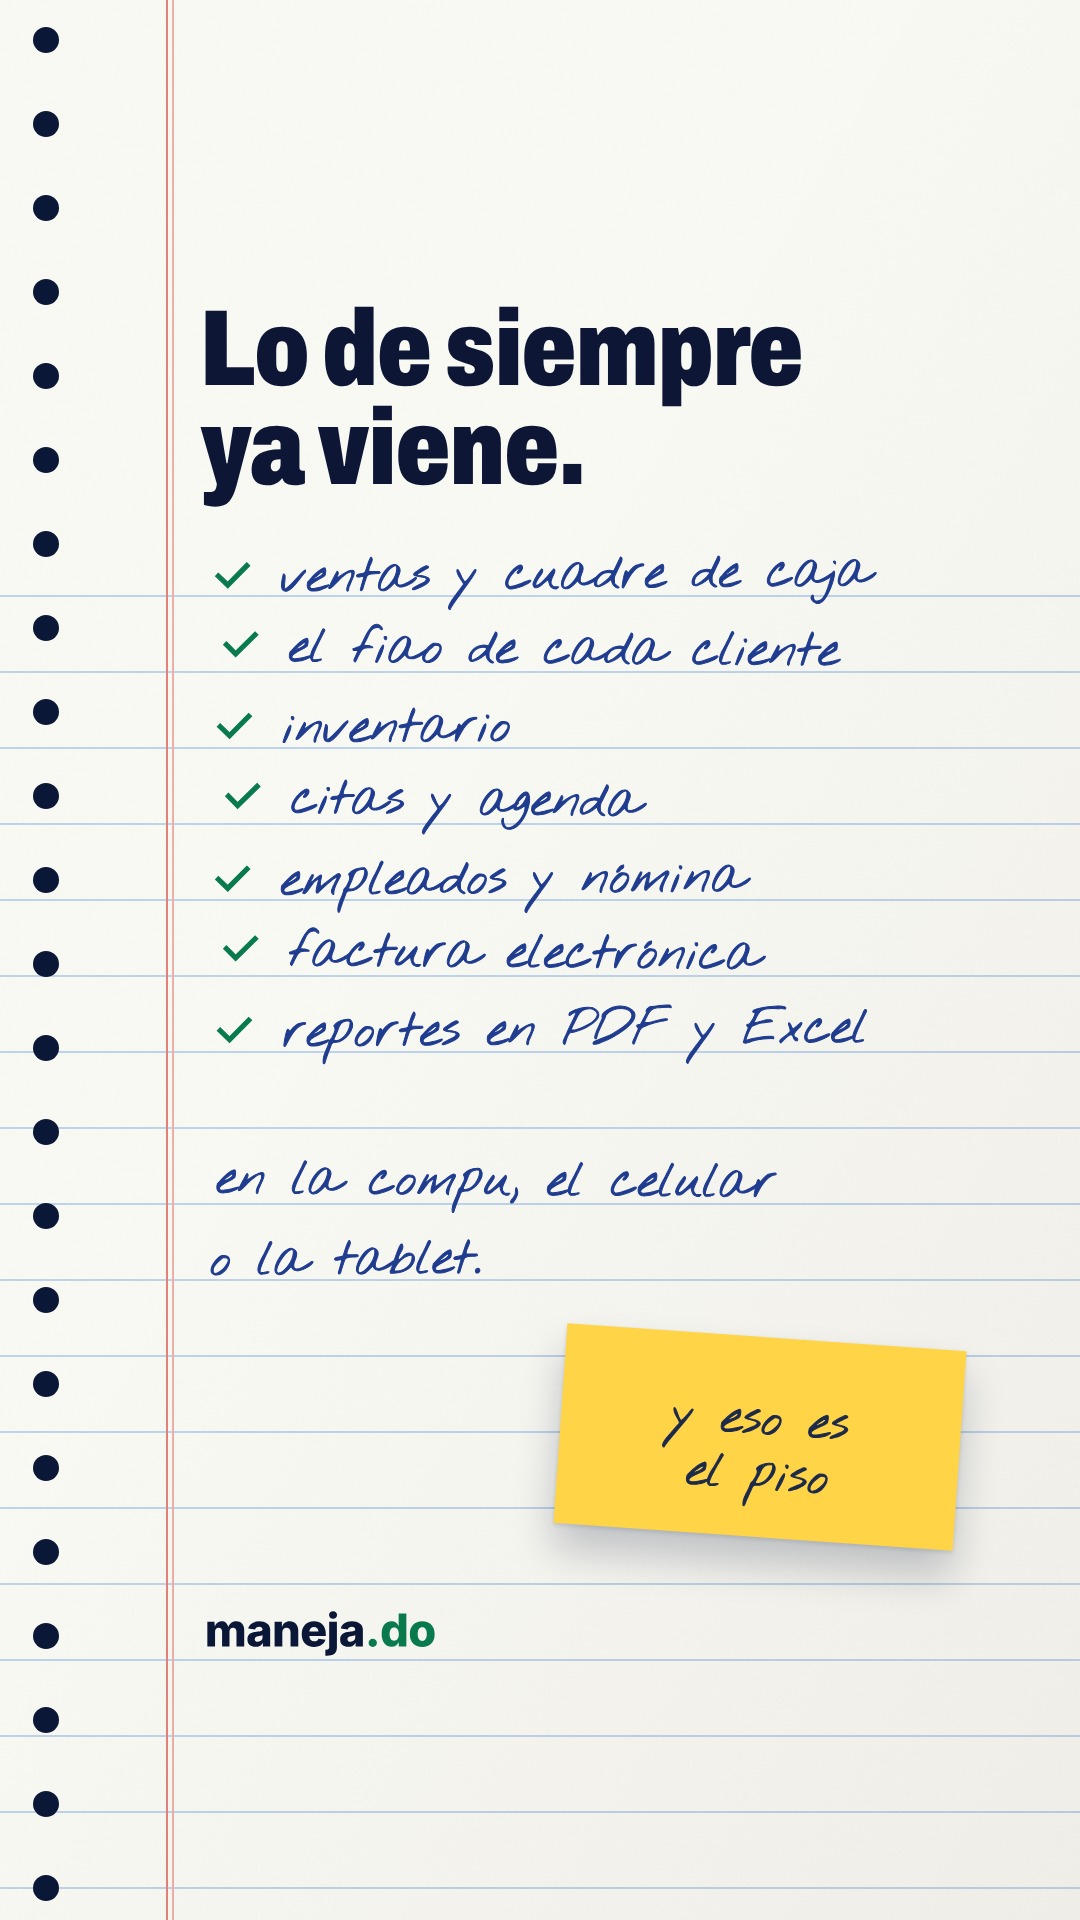 Lo de siempre
ya viene.
ventas y cuadre de caja
el fiao de cada cliente
inventario
citas y agenda
empleados y nómina
factura electrónica
reportes en PDF y Excel
en la compu, el celular
o la tablet.
y eso es
el piso
maneja.do